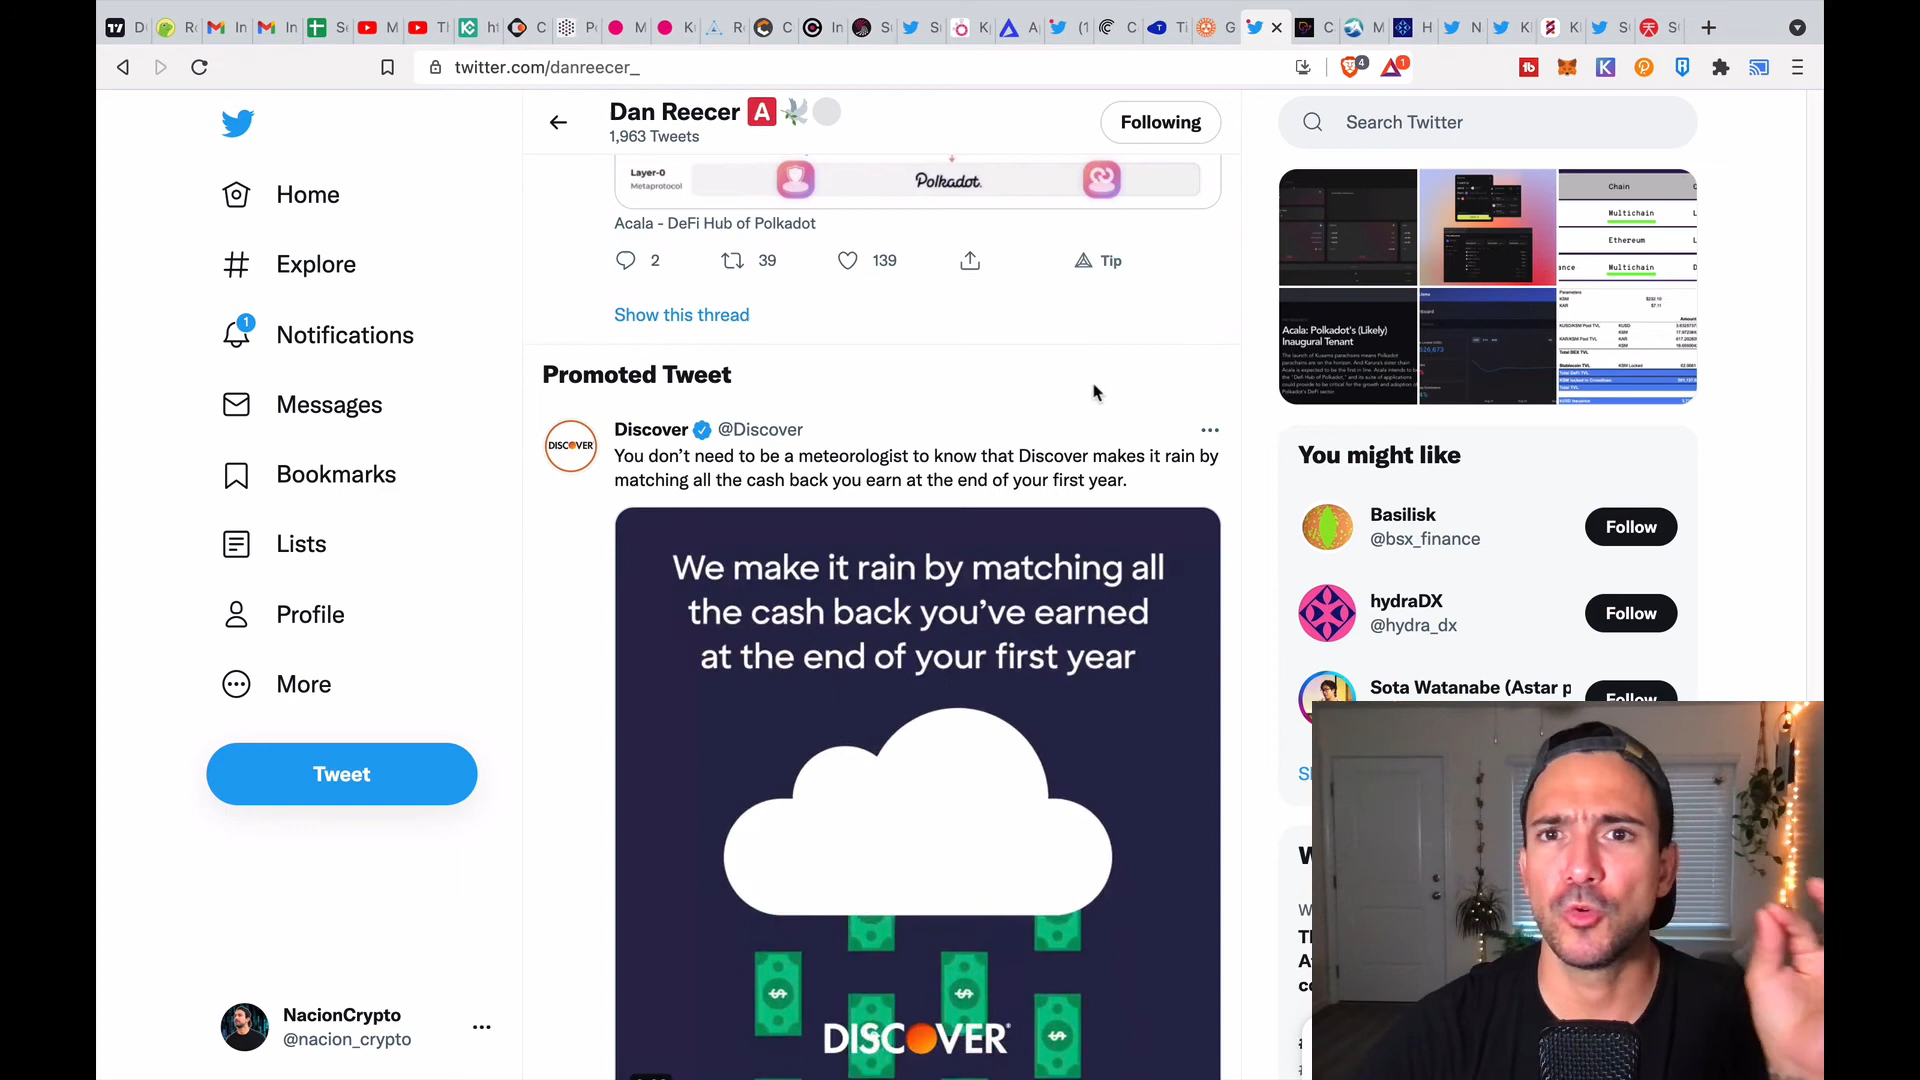 twitter.com/danreecer_
4
1
Dan Reecer A
1,963 Tweets
Following
Search Twitter
Home
Explore
1
Notifications
Messages
Bookmarks
Lists
Profile
More
Tweet
NacionCrypto
@nacion_crypto
Layer-0
Metaprotocol
Polkadot.
Acala - DeFi Hub of Polkadot
2
39
139
Tip
Show this thread
Promoted Tweet
Discover @Discover
You don't need to be a meteorologist to know that Discover makes it rain by
matching all the cash back you earn at the end of your first year.
We make it rain by matching all
the cash back you've earned
at the end of your first year
DISCOVER
Chain
Multichain
Ethereum
Multichain
Acala: Polkadot's (Likely)
Inaugural Tenant
You might like
Basilisk
@bsx_finance
Follow
hydraDX
@hydra_dx
Follow
Sota Watanabe (Astar p
Follow